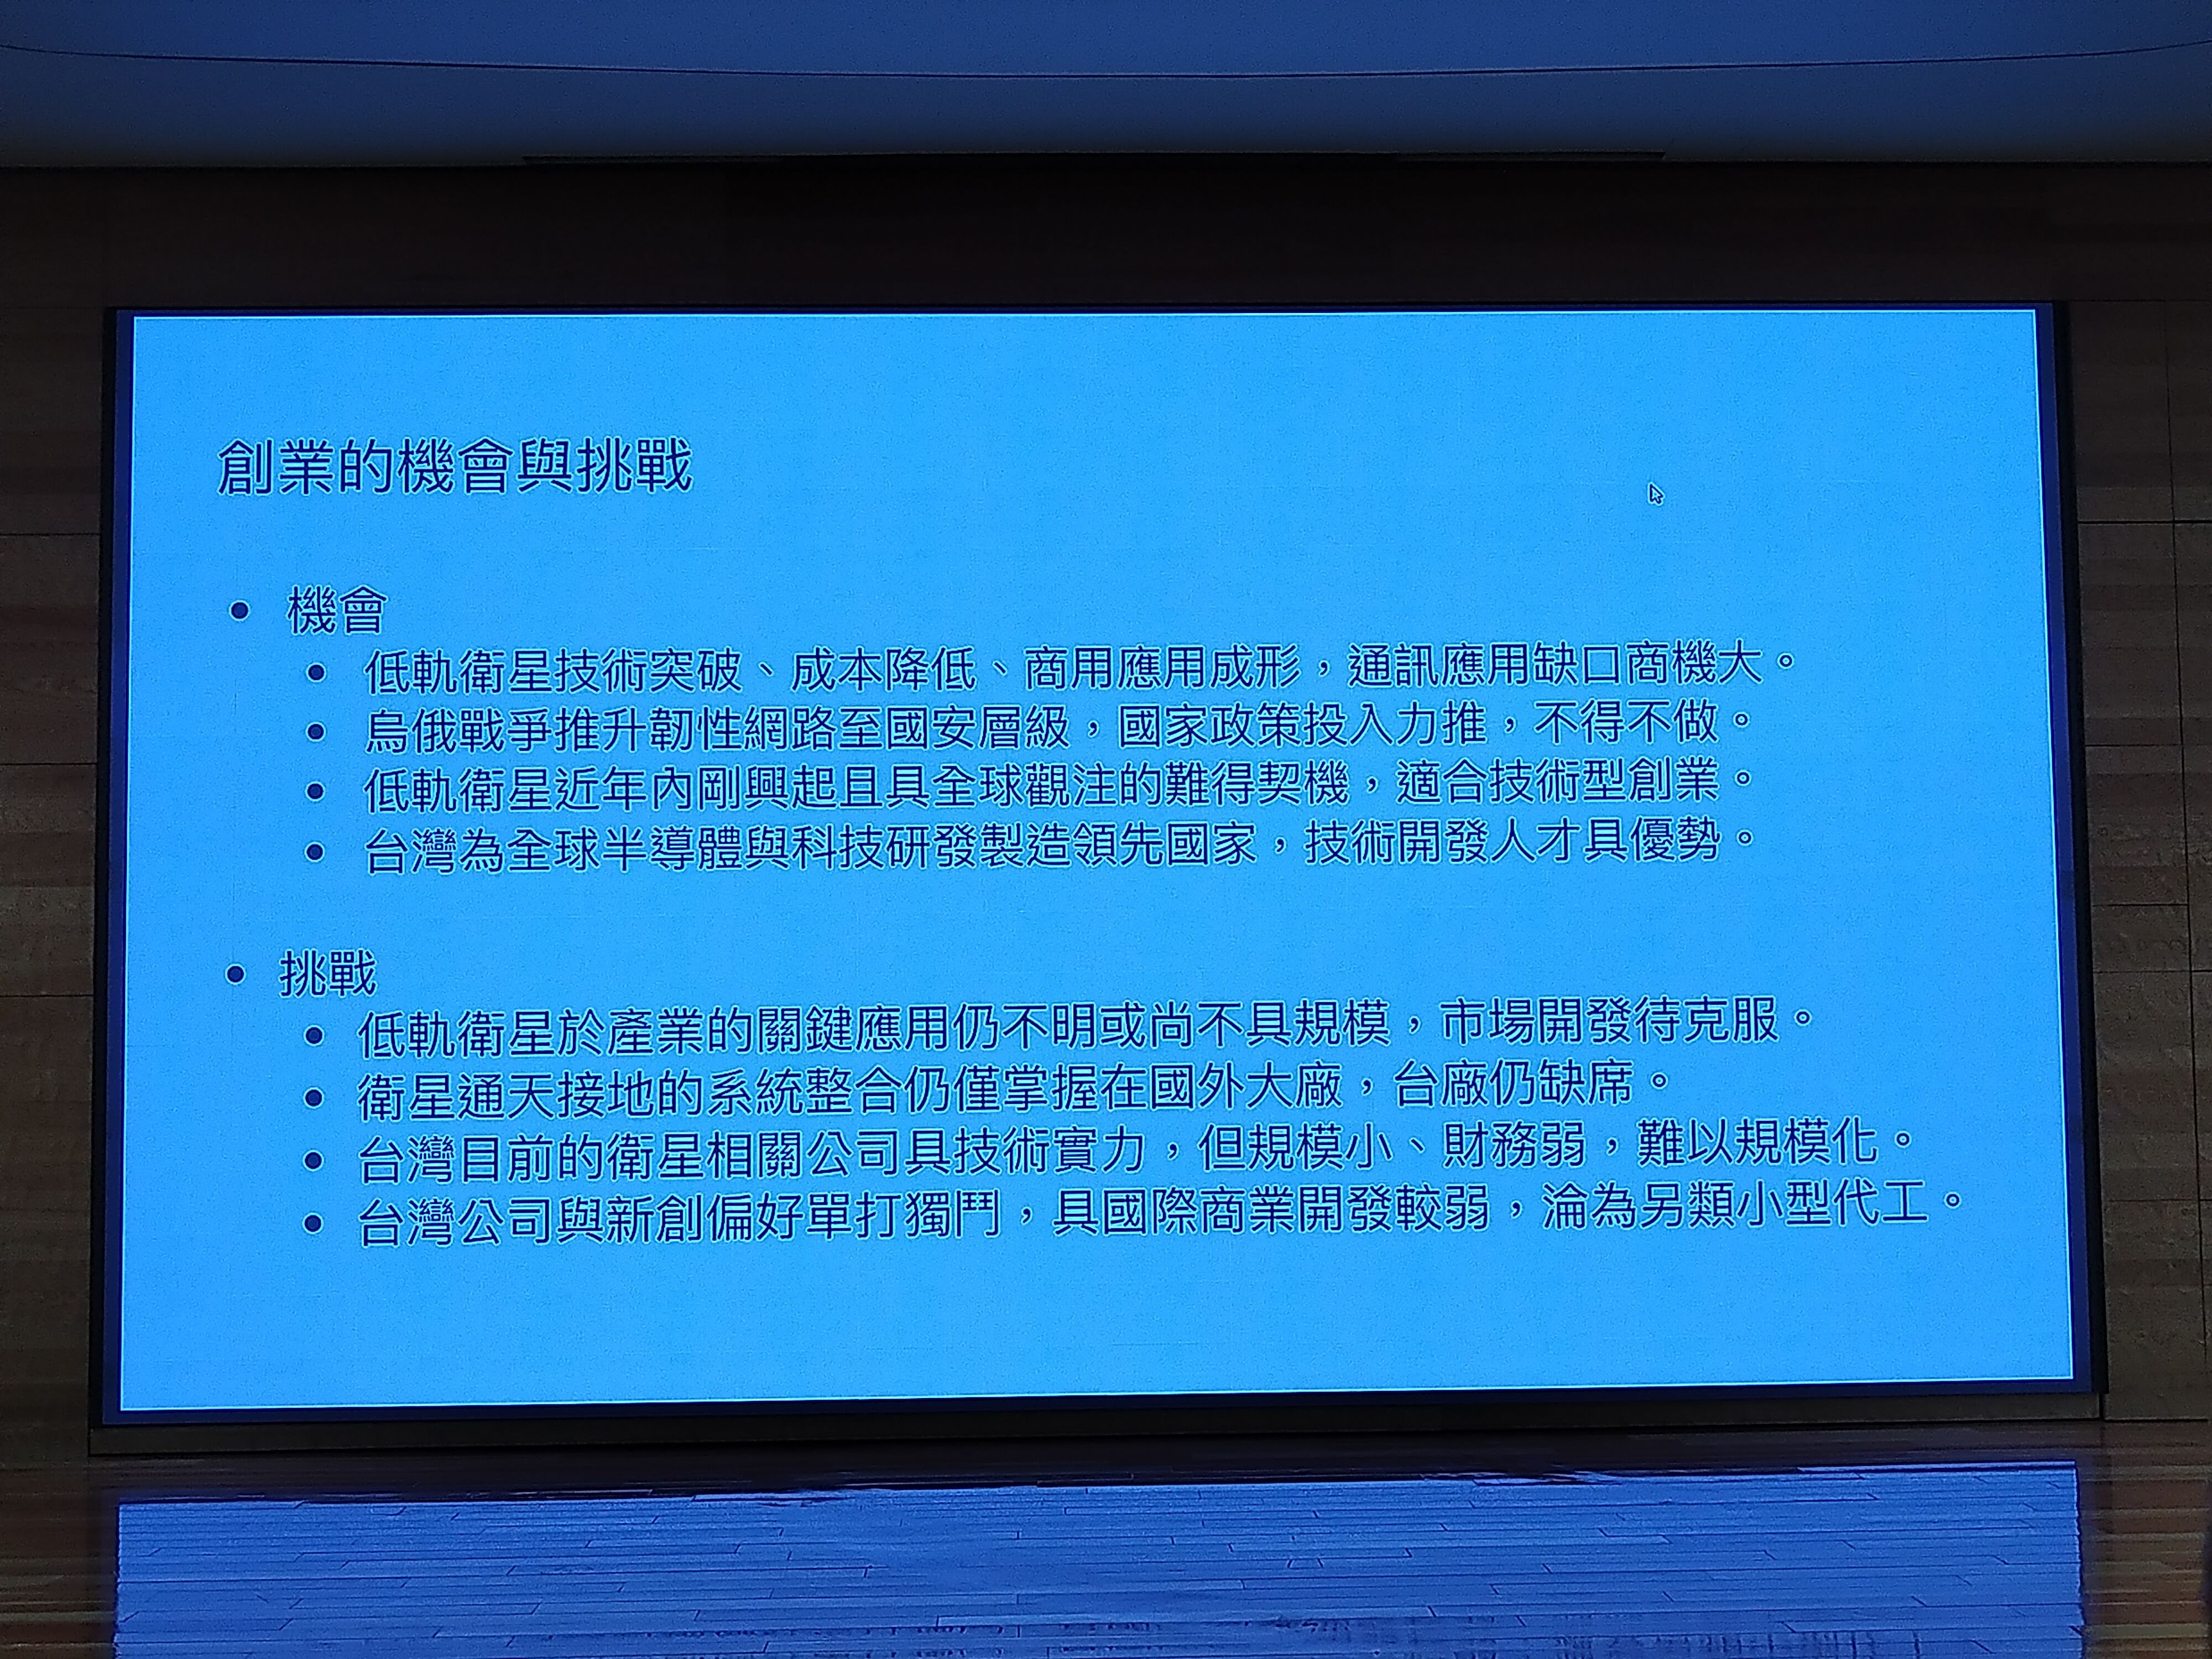 創業的機會與挑戰
• 機會
• 低軌衛星技術突破、成本降低、商用應用成形，通訊應用缺口商機大。
• 烏俄戰爭推升韌性網路至國安層級，國家政策投入力推，不得不做。
• 低軌衛星近年內剛興起且具全球觀注的難得契機，適合技術型創業。
• 台灣為全球半導體與科技研發製造領先國家，技術開發人才具優勢。
• 挑戰
• 低軌衛星於產業的關鍵應用仍不明或尚不具規模，市場開發待克服。
• 衛星通天接地的系統整合仍僅掌握在國外大廠，台廠仍缺席。
• 台灣目前的衛星相關公司具技術實力，但規模小、財務弱，難以規模化。
• 台灣公司與新創偏好單打獨鬥，具國際商業開發較弱，淪為另類小型代工。